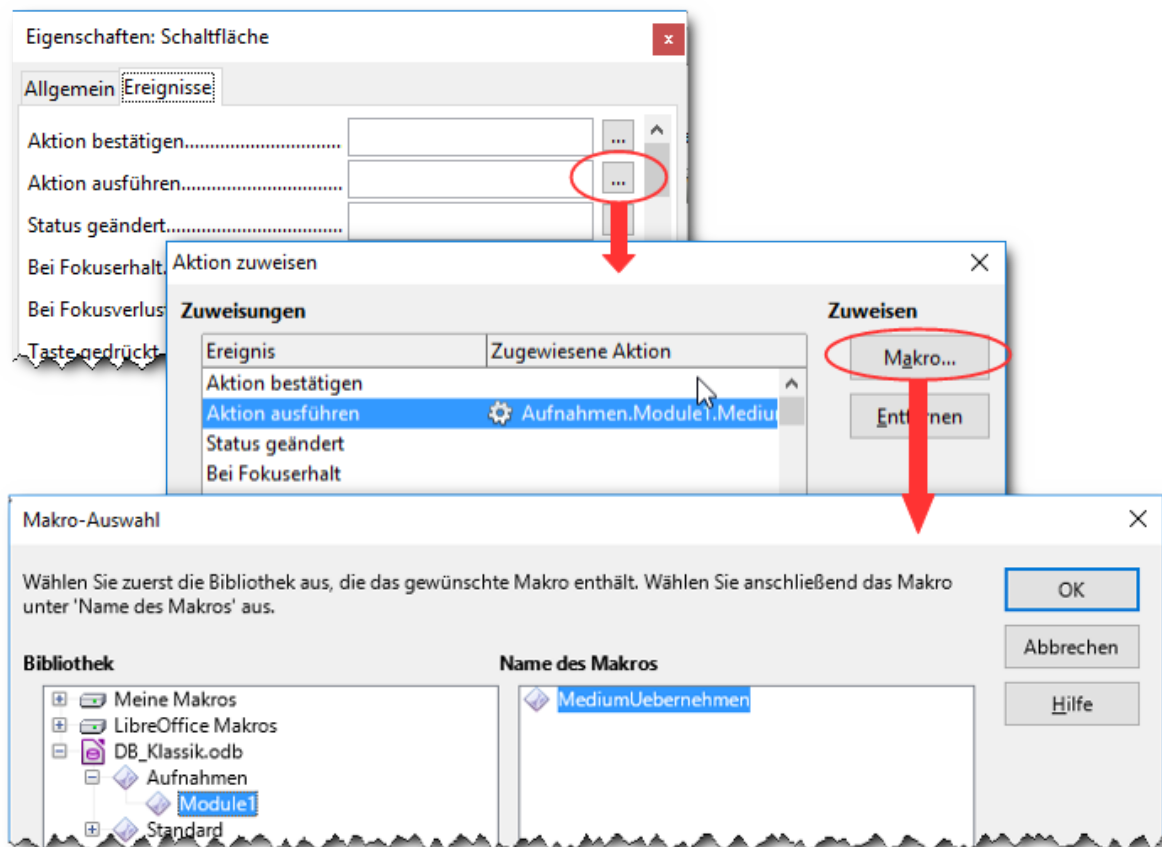 Eigenschaften: Schaltfläche
x
Allgemein Ereignisse
Aktion bestätigen............................... ...
Aktion ausführen................................ ...
Status geändert...................................
Bei Fokuserhalt.
Bei Fokusverlus
Taste gedrückt
Aktion zuweisen
Zuweisungen Zuweisen
Ereignis Zugewiesene Aktion Makro...
Aktion bestätigen
Aktion ausführen Aufnahmen.Module1.Mediu Entfernen
Status geändert
Bei Fokuserhalt
Makro-Auswahl
Wählen Sie zuerst die Bibliothek aus, die das gewünschte Makro enthält. Wählen Sie anschließend das Makro OK
unter 'Name des Makros' aus.
Abbrechen
Bibliothek Name des Makros
Meine Makros MediumUebernehmen Hilfe
LibreOffice Makros
DB_Klassik.odb
Aufnahmen
Module1
Standard